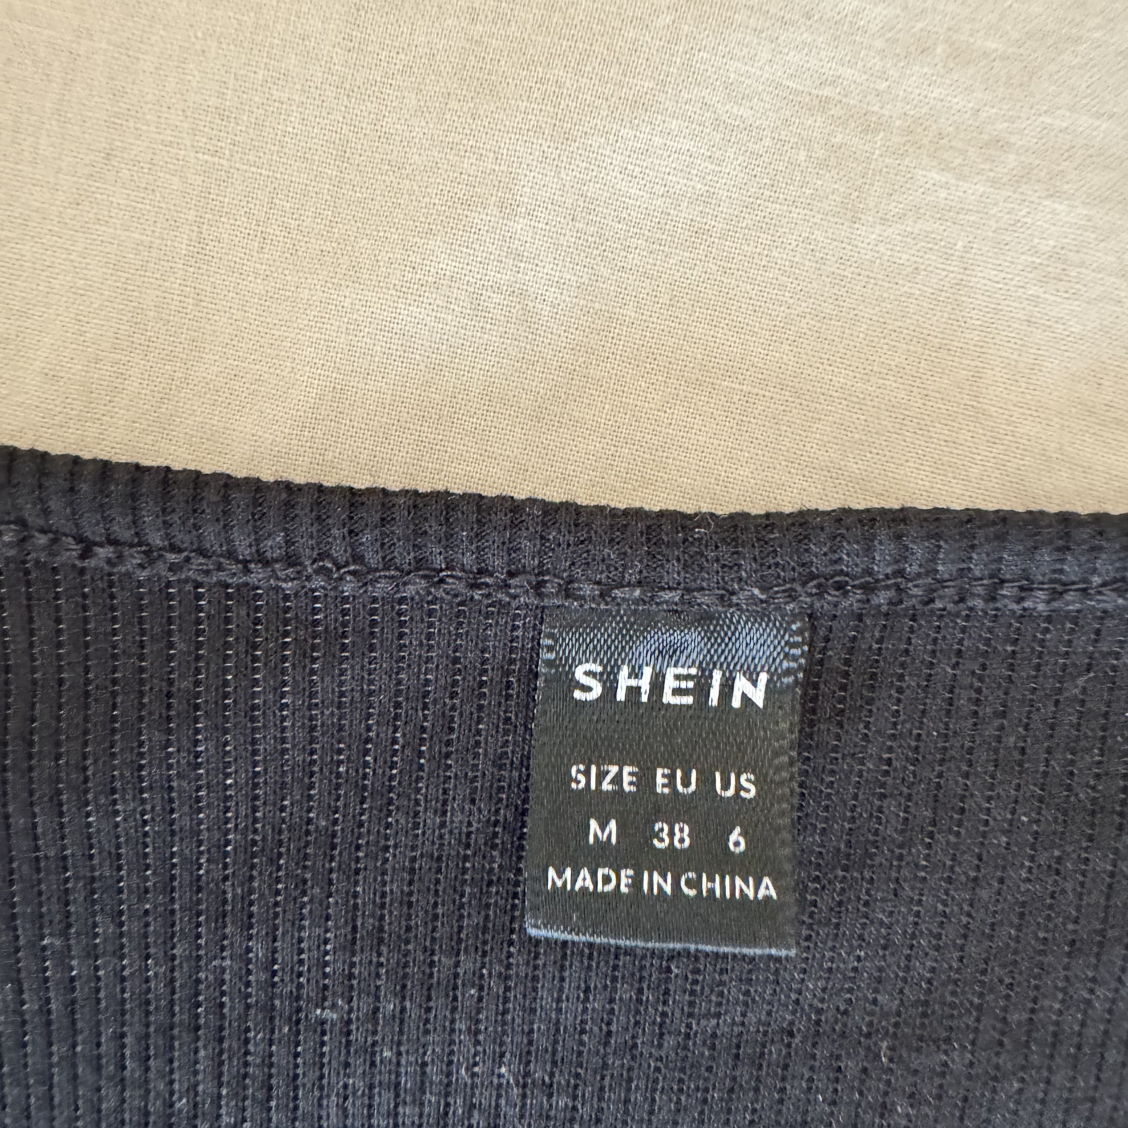 SHEIN
SIZE EU US
M 38 6
MADE IN CHINA